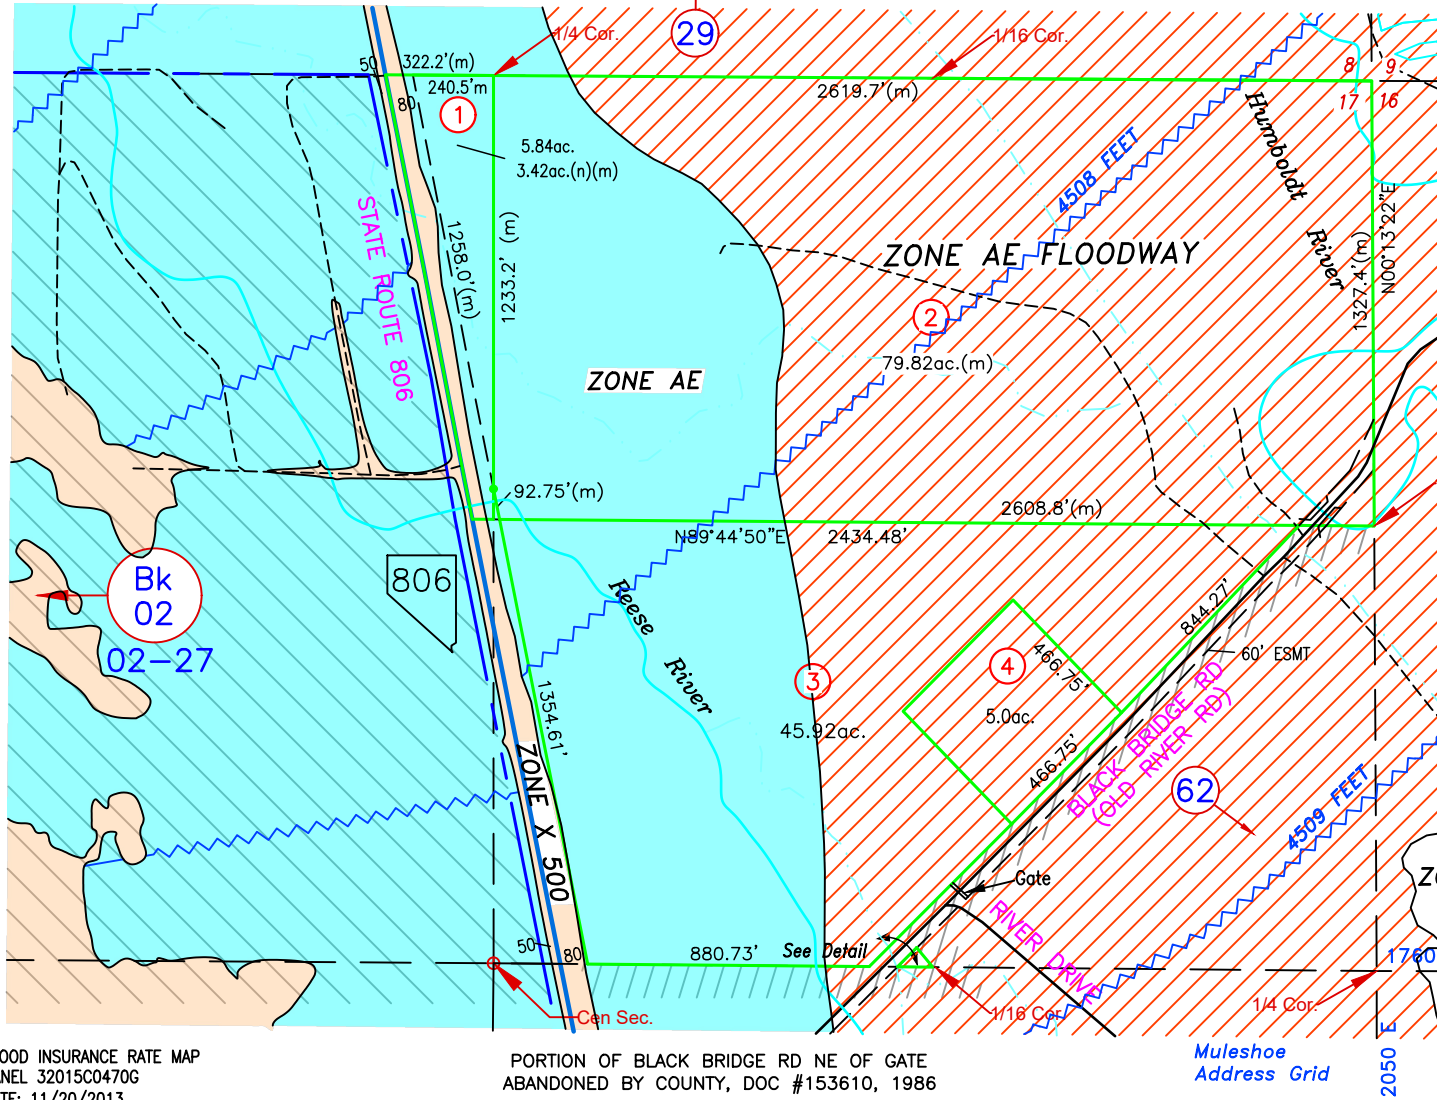 1/4 Cor.
29
1/16 Cor.
50
322.2'(m)
8
9
240.5'm
2619.7'(m)
80
1
17
16
Humboldt
River
5.84ac.
3.42ac.(n)(m)
4508 FEET
STATE ROUTE 806
1258.0'(m)
1233.2' (m)
1327.4'(m)
N00°13'22"E
ZONE AE FLOODWAY
2
79.82ac.(m)
ZONE AE
92.75'(m)
2608.8'(m)
N89°44'50"E
2434.48'
Bk
02
02-27
806
Reese
River
844.27'
60' ESMT
3
45.92ac.
4
466.75'
5.0ac.
466.75'
BLACK BRIDGE RD
(OLD RIVER RD)
1354.61'
62
4509 FEET
ZONE X 500
Gate
RIVER DRIVE
50
80
880.73'
See Detail
1760
Cen Sec.
1/16 Cor.
1/4 Cor.
OOD INSURANCE RATE MAP
NEL 32015C0470G
TE: 11/20/2013
PORTION OF BLACK BRIDGE RD NE OF GATE
ABANDONED BY COUNTY, DOC #153610, 1986
Muleshoe
Address Grid
2050 E